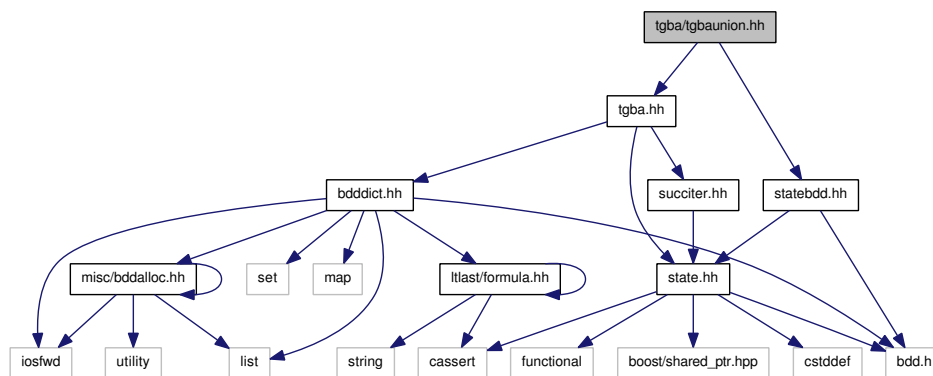 tgba/tgbaunion.hh
tgba.hh
bdddict.hh
succiter.hh
statebdd.hh
misc/bddalloc.hh
set
map
ltlast/formula.hh
state.hh
iosfwd
utility
list
string
cassert
functional
boost/shared_ptr.hpp
cstddef
bdd.h